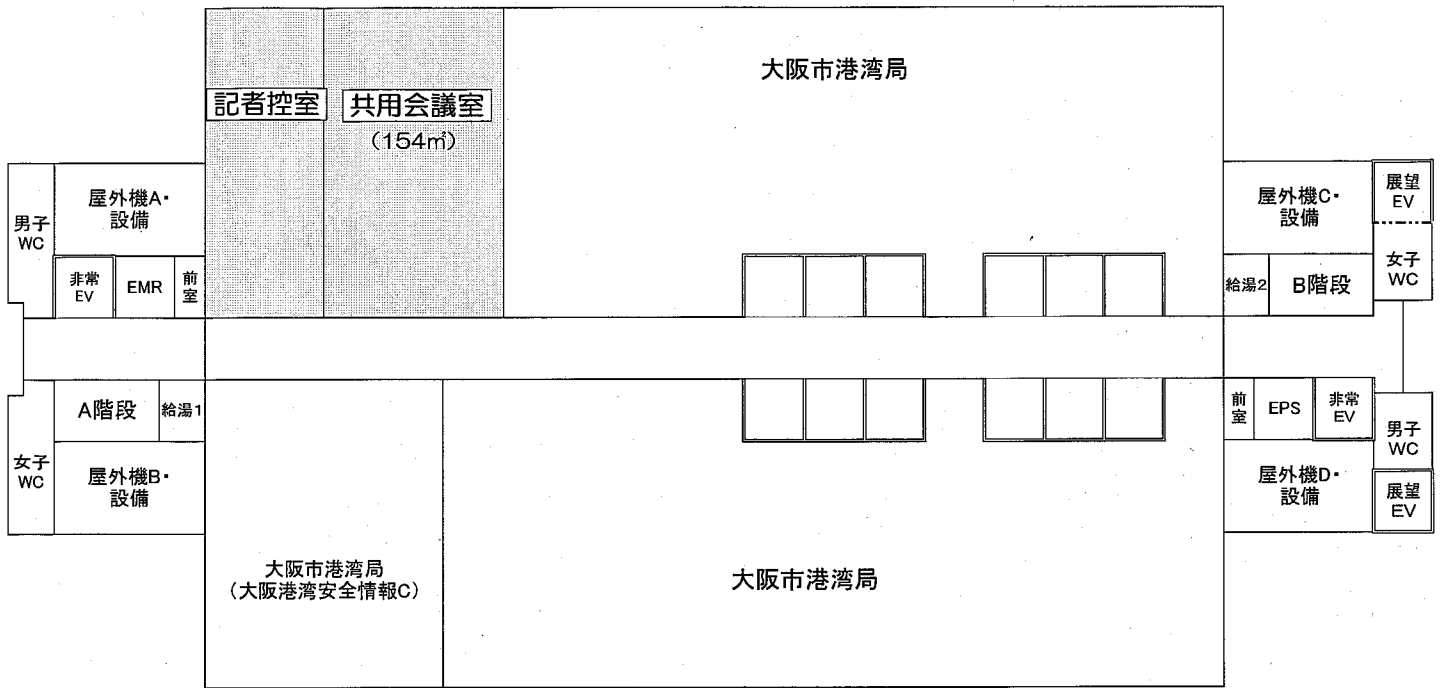 大阪市港湾局
記者控室
共用会議室
（154㎡）
屋外機A・
設備
男子
WC
非常
EV
EMR
前
室
屋外機C・
設備
展望
EV
女子
WC
給湯2
B階段
A階段
給湯1
女子
WC
屋外機B・
設備
前
室
EPS
非常
EV
男子
WC
屋外機D・
設備
展望
EV
大阪市港湾局
（大阪港湾安全情報C）
大阪市港湾局